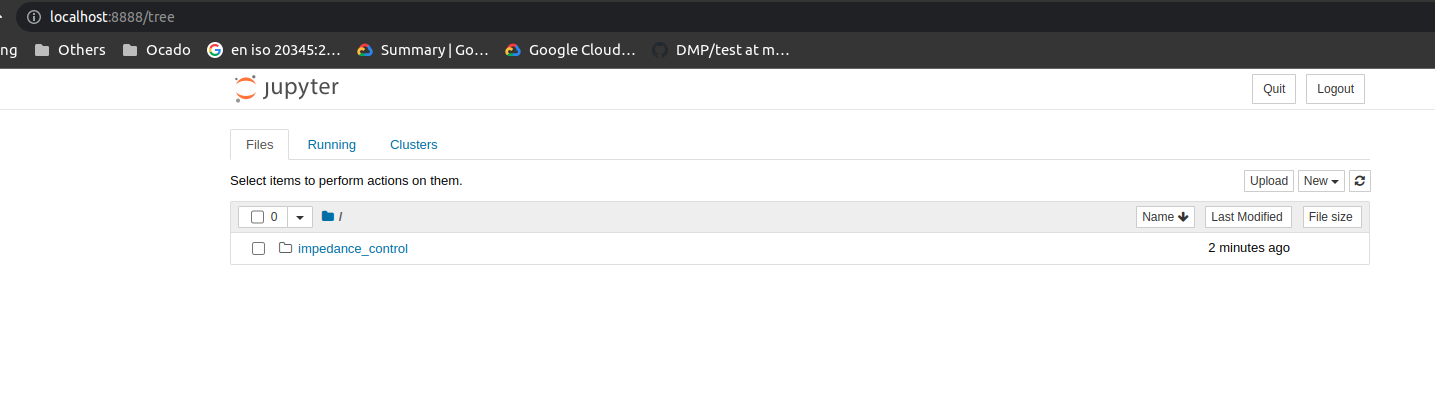 localhost:8888/tree
ng Others Ocado en iso 20345:2... Summary | Go... Google Cloud... DMP/test at m...
jupyter Quit Logout
Files Running Clusters
Select items to perform actions on them. Upload New
0 / Name Last Modified File size
impedance_control 2 minutes ago